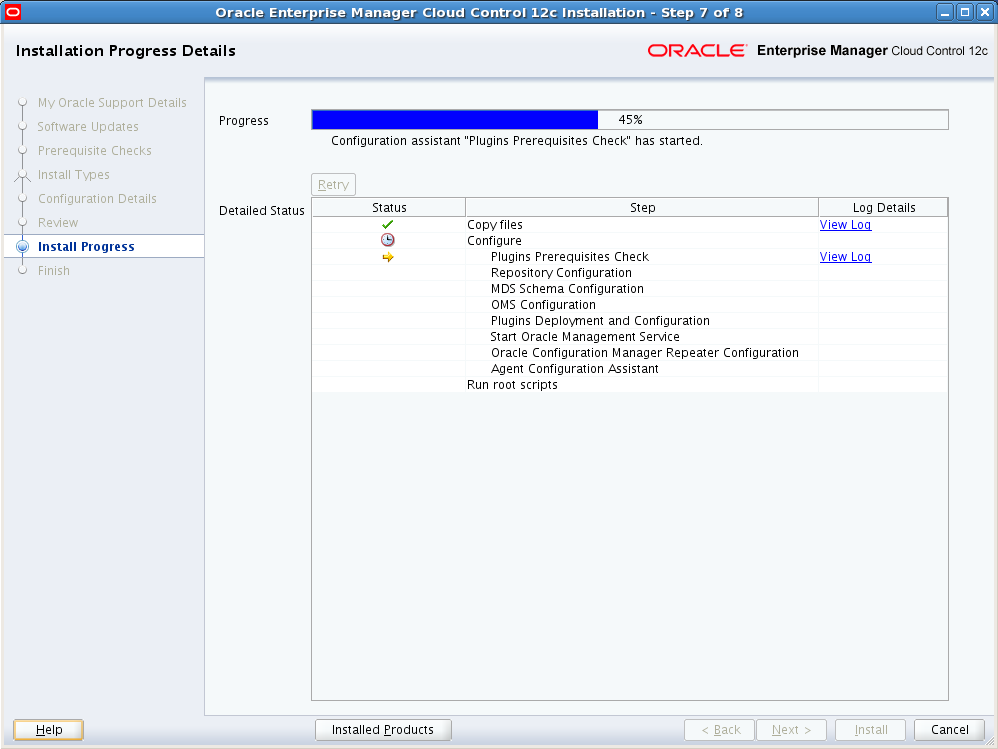 Oracle Enterprise Manager Cloud Control 12c Installation - Step 7 of 8
Installation Progress Details
ORACLE Enterprise Manager Cloud Control 12c
My Oracle Support Details
Software Updates
Prerequisite Checks
Install Types
Configuration Details
Review
Install Progress
Finish
Progress
45%
Configuration assistant "Plugins Prerequisites Check" has started.
Retry
Detailed Status
Status Step Log Details
Copy files View Log
Configure
Plugins Prerequisites Check View Log
Repository Configuration
MDS Schema Configuration
OMS Configuration
Plugins Deployment and Configuration
Start Oracle Management Service
Oracle Configuration Manager Repeater Configuration
Agent Configuration Assistant
Run root scripts
Help Installed Products < Back Next > Install Cancel